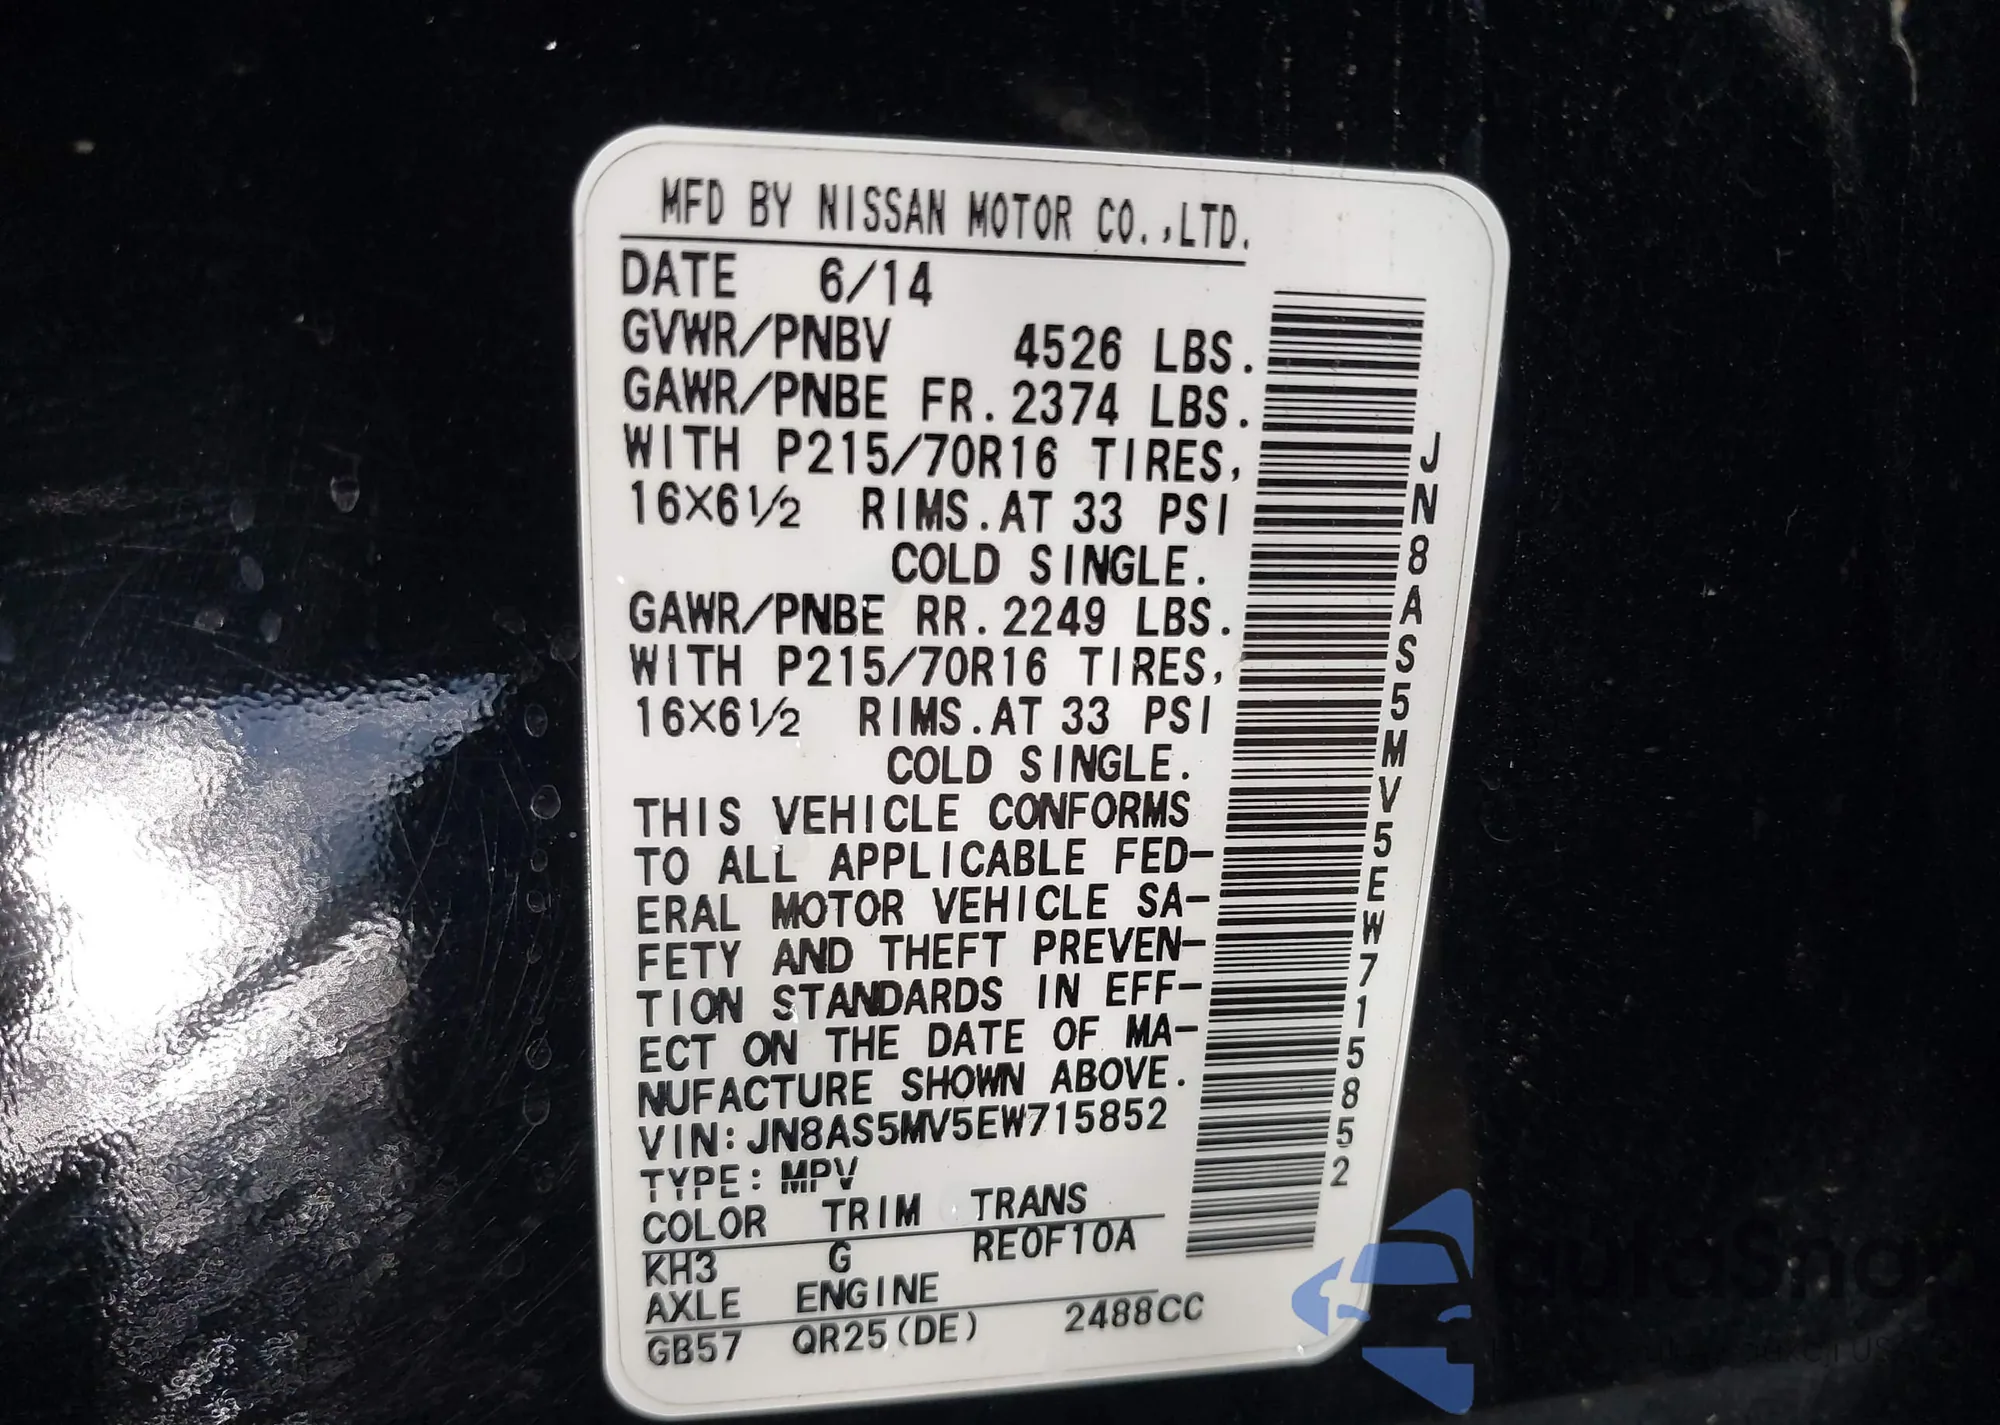 MFD BY NISSAN MOTOR CO.,LTD.
DATE 6/14
GVWR/PNBV 4526 LBS.
GAWR/PNBE FR.2374 LBS.
WITH P215/70R16 TIRES,
16X6½ RIMS.AT 33 PSI
COLD SINGLE.
GAWR/PNBE RR.2249 LBS.
WITH P215/70R16 TIRES,
16X6½ RIMS.AT 33 PSI
COLD SINGLE.
THIS VEHICLE CONFORMS
TO ALL APPLICABLE FED-
ERAL MOTOR VEHICLE SA-
FETY AND THEFT PREVEN-
TION STANDARDS IN EFF-
ECT ON THE DATE OF MA-
NUFACTURE SHOWN ABOVE.
VIN:JN8AS5MV5EW715852
TYPE:MPV
COLOR TRIM TRANS
KH3 G RE0F10A
AXLE ENGINE
GB57 QR25(DE) 2488CC
JN8AS5MV5EW715852